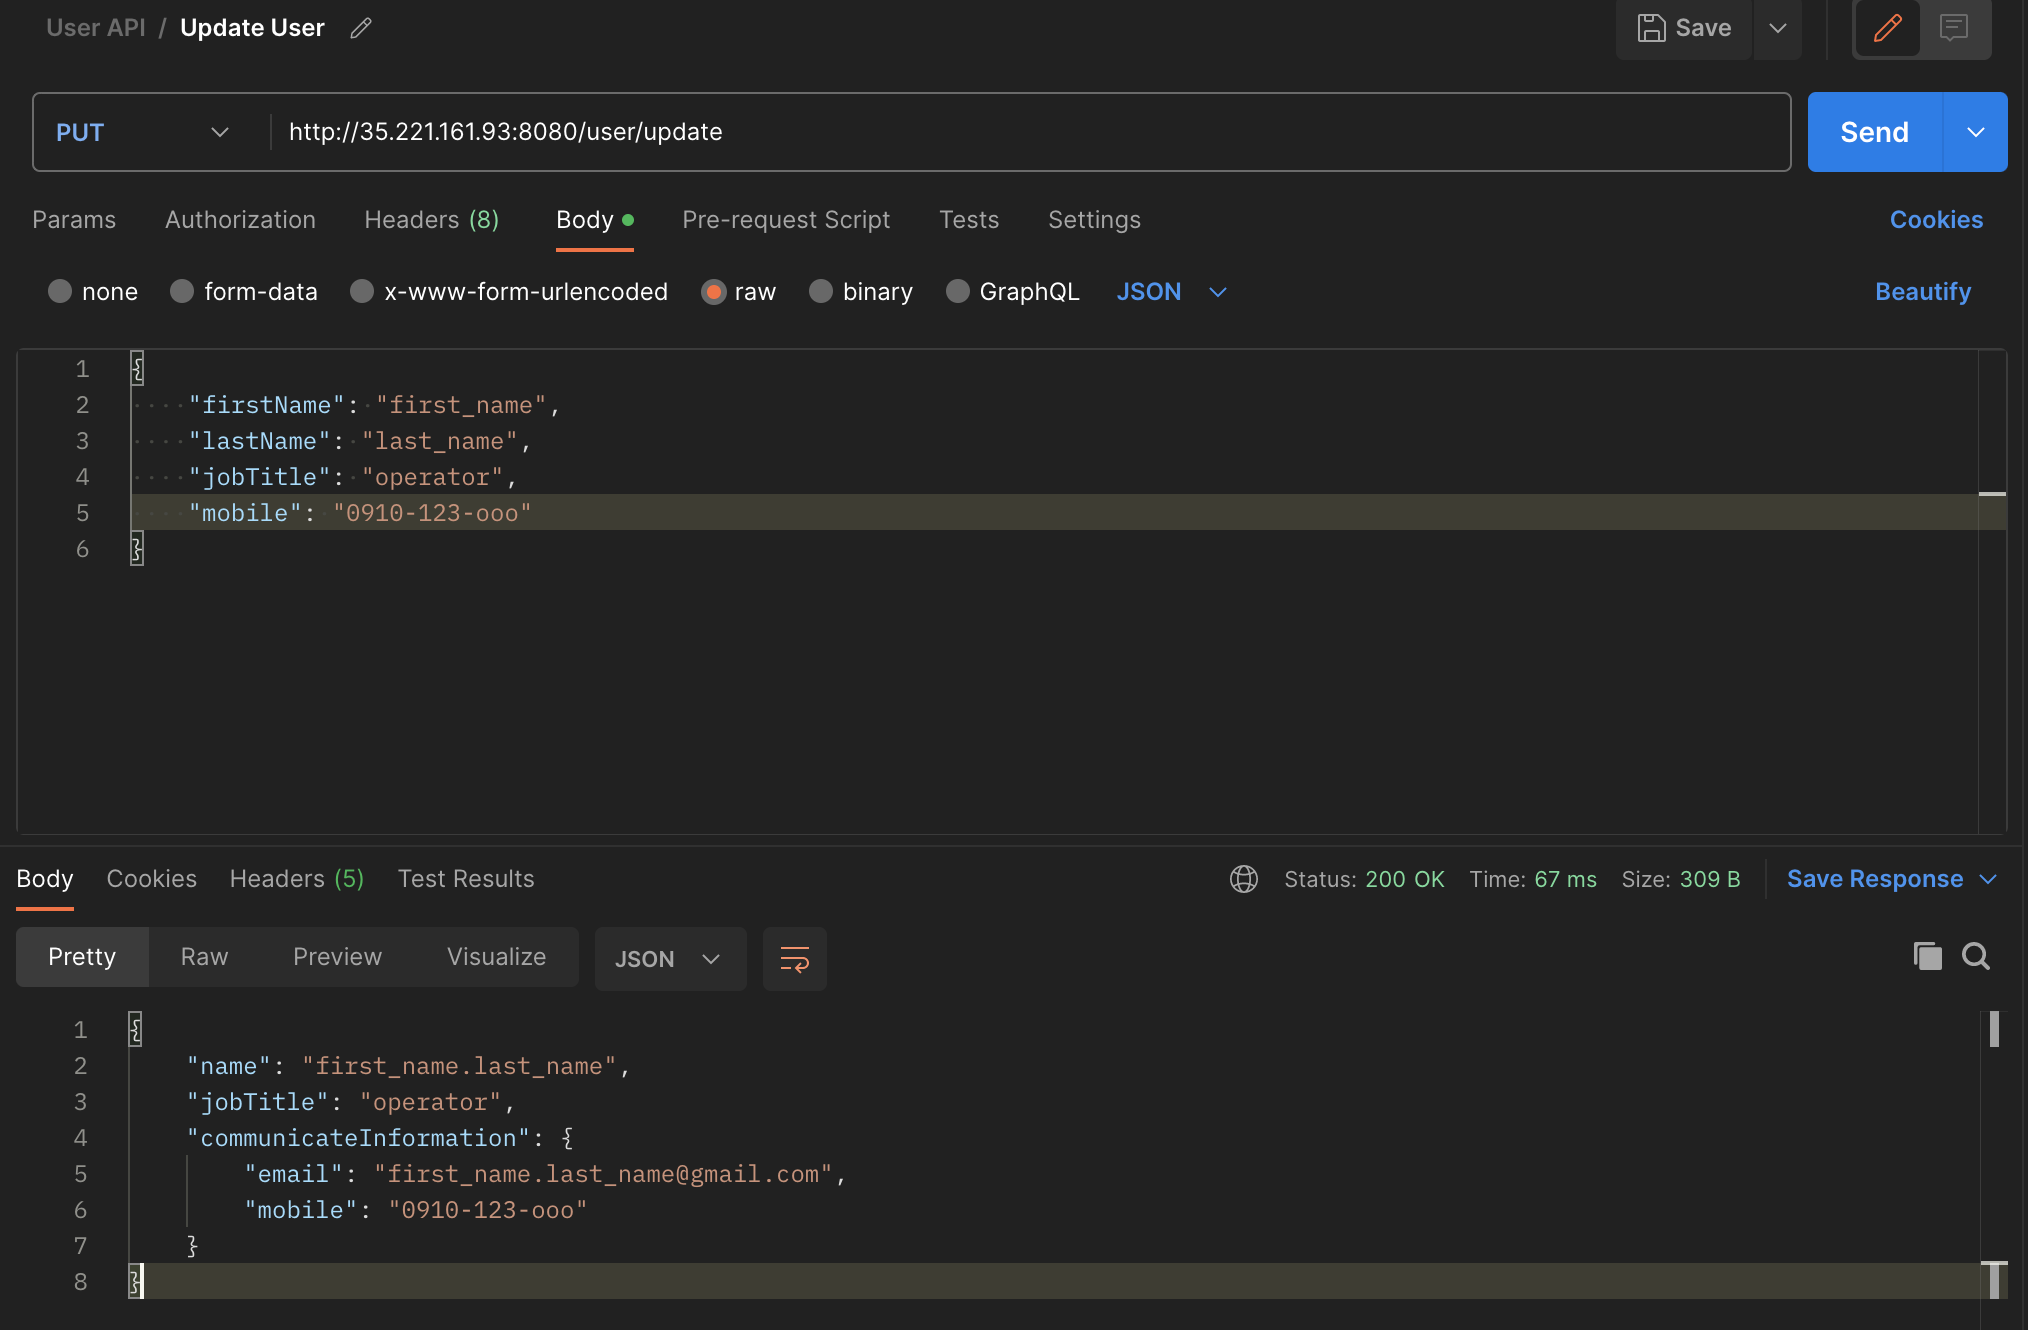 User API / Update User
Save
PUT http://35.221.161.93:8080/user/update Send
Params Authorization Headers (8) Body Pre-request Script Tests Settings Cookies
none form-data x-www-form-urlencoded raw binary GraphQL JSON Beautify
1 {
2 "firstName": "first_name",
3 "lastName": "last_name",
4 "jobTitle": "operator",
5 "mobile": "0910-123-ooo"
6 }
Body Cookies Headers (5) Test Results Status: 200 OK Time: 67 ms Size: 309 B Save Response
Pretty Raw Preview Visualize JSON
1 {
2 "name": "first_name.last_name",
3 "jobTitle": "operator",
4 "communicateInformation": {
5 "email": "first_name.last_name@gmail.com",
6 "mobile": "0910-123-ooo"
7 }
8 }